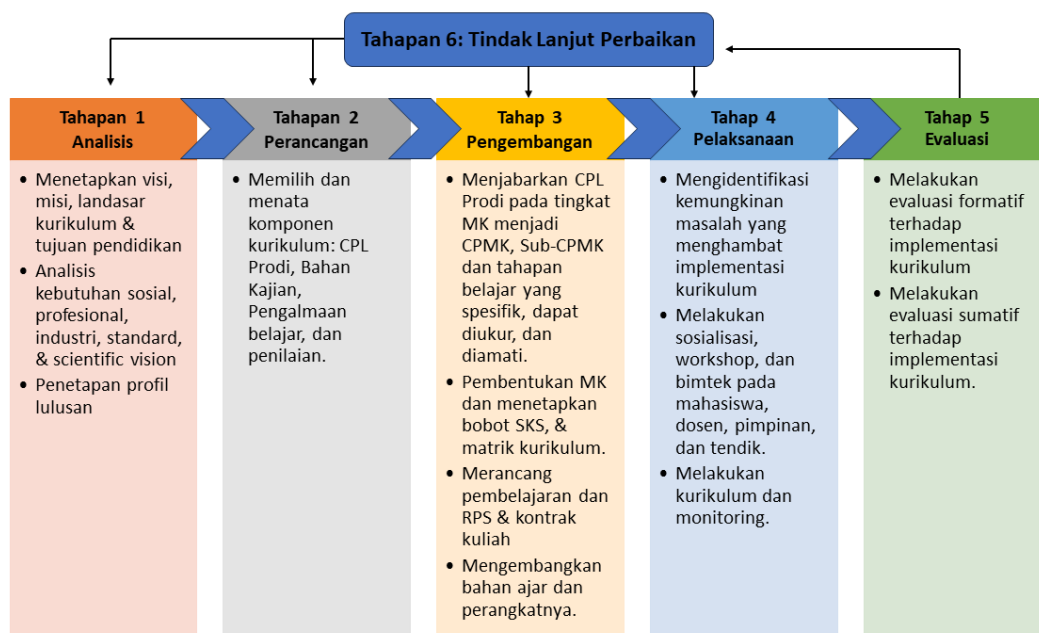 Tahapan 6: Tindak Lanjut Perbaikan
Tahapan 1
Analisis
Tahapan 2
Perancangan
Tahap 3
Pengembangan
Tahap 4
Pelaksanaan
Tahap 5
Evaluasi
• Menetapkan visi,
misi, landasar
kurikulum &
tujuan pendidikan
• Analisis
kebutuhan sosial,
profesional,
industri, standard,
& scientific vision
• Penetapan profil
lulusan
• Memilih dan
menata
komponen
kurikulum: CPL
Prodi, Bahan
Kajian,
Pengalmaan
belajar, dan
penilaian.
• Menjabarkan CPL
Prodi pada tingkat
MK menjadi
CPMK, Sub-CPMK
dan tahapan
belajar yang
spesifik, dapat
diukur, dan
diamati.
• Pembentukan MK
dan menetapkan
bobot SKS, &
matrik kurikulum.
• Merancang
pembelajaran dan
RPS & kontrak
kuliah
• Mengembangkan
bahan ajar dan
perangkatnya.
• Mengidentifikasi
kemungkinan
masalah yang
menghambat
implementasi
kurikulum
• Melakukan
sosialisasi,
workshop, dan
bimtek pada
mahasiswa,
dosen, pimpinan,
dan tendik.
• Melakukan
kurikulum dan
monitoring.
• Melakukan
evaluasi formatif
terhadap
implementasi
kurikulum
• Melakukan
evaluasi sumatif
terhadap
implementasi
kurikulum.